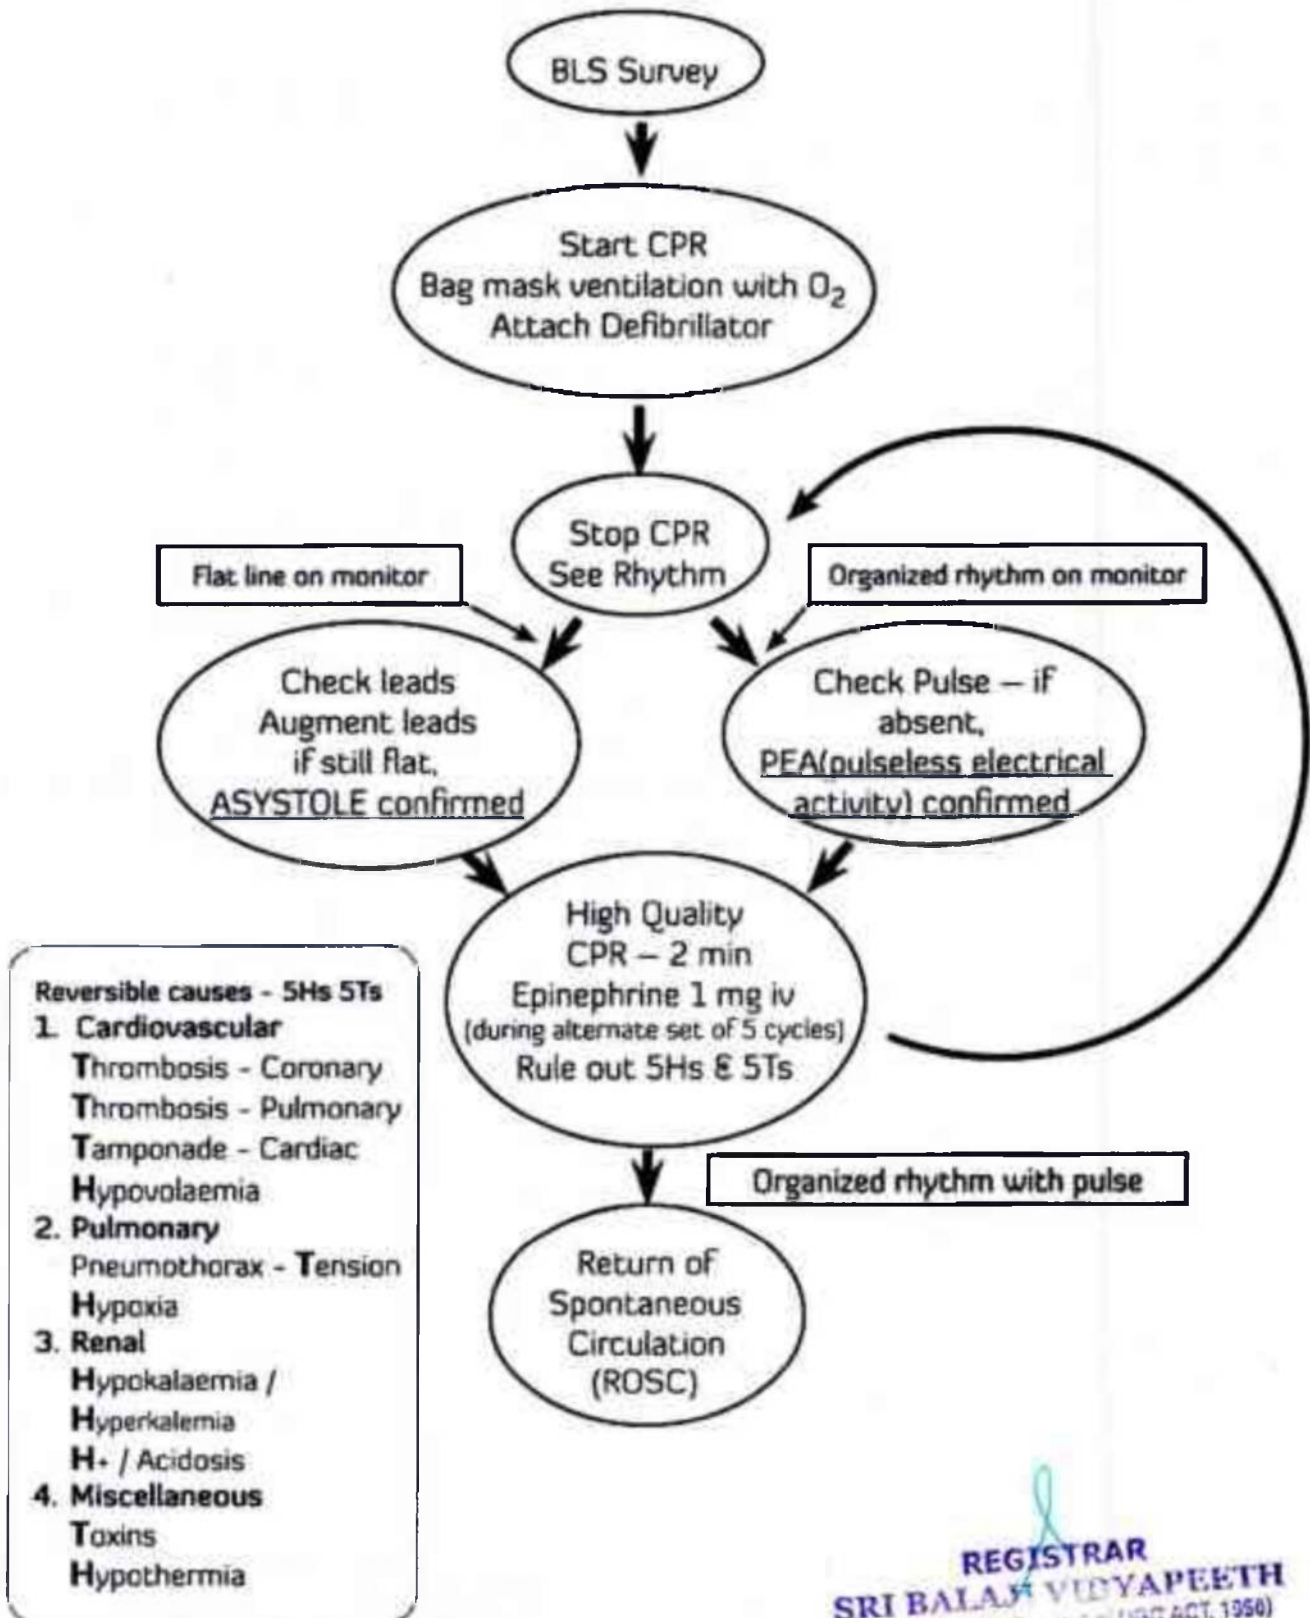 BLS Survey
Start CPR
Bag mask ventilation with O₂
Attach Defibrillator
Stop CPR
See Rhythm
Flat line on monitor
Organized rhythm on monitor
Check leads
Augment leads
if still flat,
ASYSTOLE confirmed
Check Pulse – if
absent,
PEA(pulseless electrical
activity) confirmed
High Quality
CPR – 2 min
Epinephrine 1 mg iv
(during alternate set of 5 cycles)
Rule out 5Hs & 5Ts
Organized rhythm with pulse
Return of
Spontaneous
Circulation
(ROSC)
Reversible causes - 5Hs 5Ts
1. Cardiovascular
Thrombosis - Coronary
Thrombosis - Pulmonary
Tamponade - Cardiac
Hypovolaemia
2. Pulmonary
Pneumothorax - Tension
Hypoxia
3. Renal
Hypokalaemia /
Hyperkalemia
H+ / Acidosis
4. Miscellaneous
Toxins
Hypothermia
REGISTRAR
SRI BALAJI VIDYAPEETH
ACT, 1956)